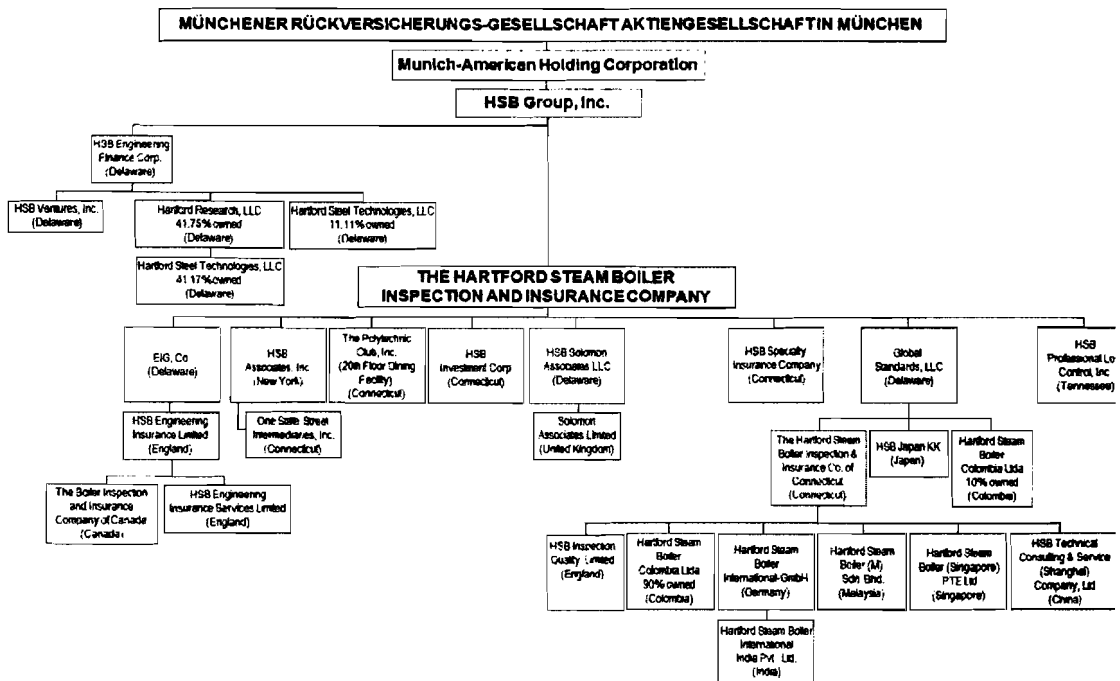 MÜNCHENER RÜCKVERSICHERUNGS-GESELLSCHAFT AKTIENGESELLSCHAFT IN MÜNCHEN
Munich-American Holding Corporation
HSB Group, Inc.
HSB Engineering
Finance Corp.
(Delaware)
HSB Ventures, Inc.
(Delaware)
Hartford Research, LLC
41.75% owned
(Delaware)
Hartford Steel Technologies, LLC
11.11% owned
(Delaware)
Hartford Steel Technologies, LLC
41.17% owned
(Delaware)
THE HARTFORD STEAM BOILER
INSPECTION AND INSURANCE COMPANY
EIG, Co
(Delaware)
HSB
Associates, Inc
(New York)
The Polytechnic
Club, Inc.
(20th Floor Dining
Facility)
(Connecticut)
HSB
Investment Corp
(Connecticut)
HSB Solomon
Associates LLC
(Delaware)
HSB Specialty
Insurance Company
(Connecticut)
Global
Standards, LLC
(Delaware)
HSB
Professional Lo
Control, Inc
(Tennessee)
HSB Engineering
Insurance Limited
(England)
One State Street
Intermediaries, Inc.
(Connecticut)
Solomon
Associates Limited
(United Kingdom)
The Hartford Steam
Boiler Inspection &
Insurance Co. of
Connecticut
(Connecticut)
HSB Japan KK
(Japan)
Hartford Steam
Boiler
Colombia Ltda
10% owned
(Colombia)
The Boiler Inspection
and Insurance
Company of Canada
(Canada)
HSB Engineering
Insurance Services Limited
(England)
HSB Inspection
Quality, Limited
(England)
Hartford Steam
Boiler
Colombia Ltda
90% owned
(Colombia)
Hartford Steam
Boiler
International-GmbH
(Germany)
Hartford Steam
Boiler (M)
Sdn Bhd.
(Malaysia)
Hartford Steam
Boiler (Singapore)
PTE Ltd
(Singapore)
HSB Technical
Consulting & Service
(Shanghai)
Company, Ltd
(China)
Hartford Steam Boiler
International
India Pvt. Ltd.
(India)